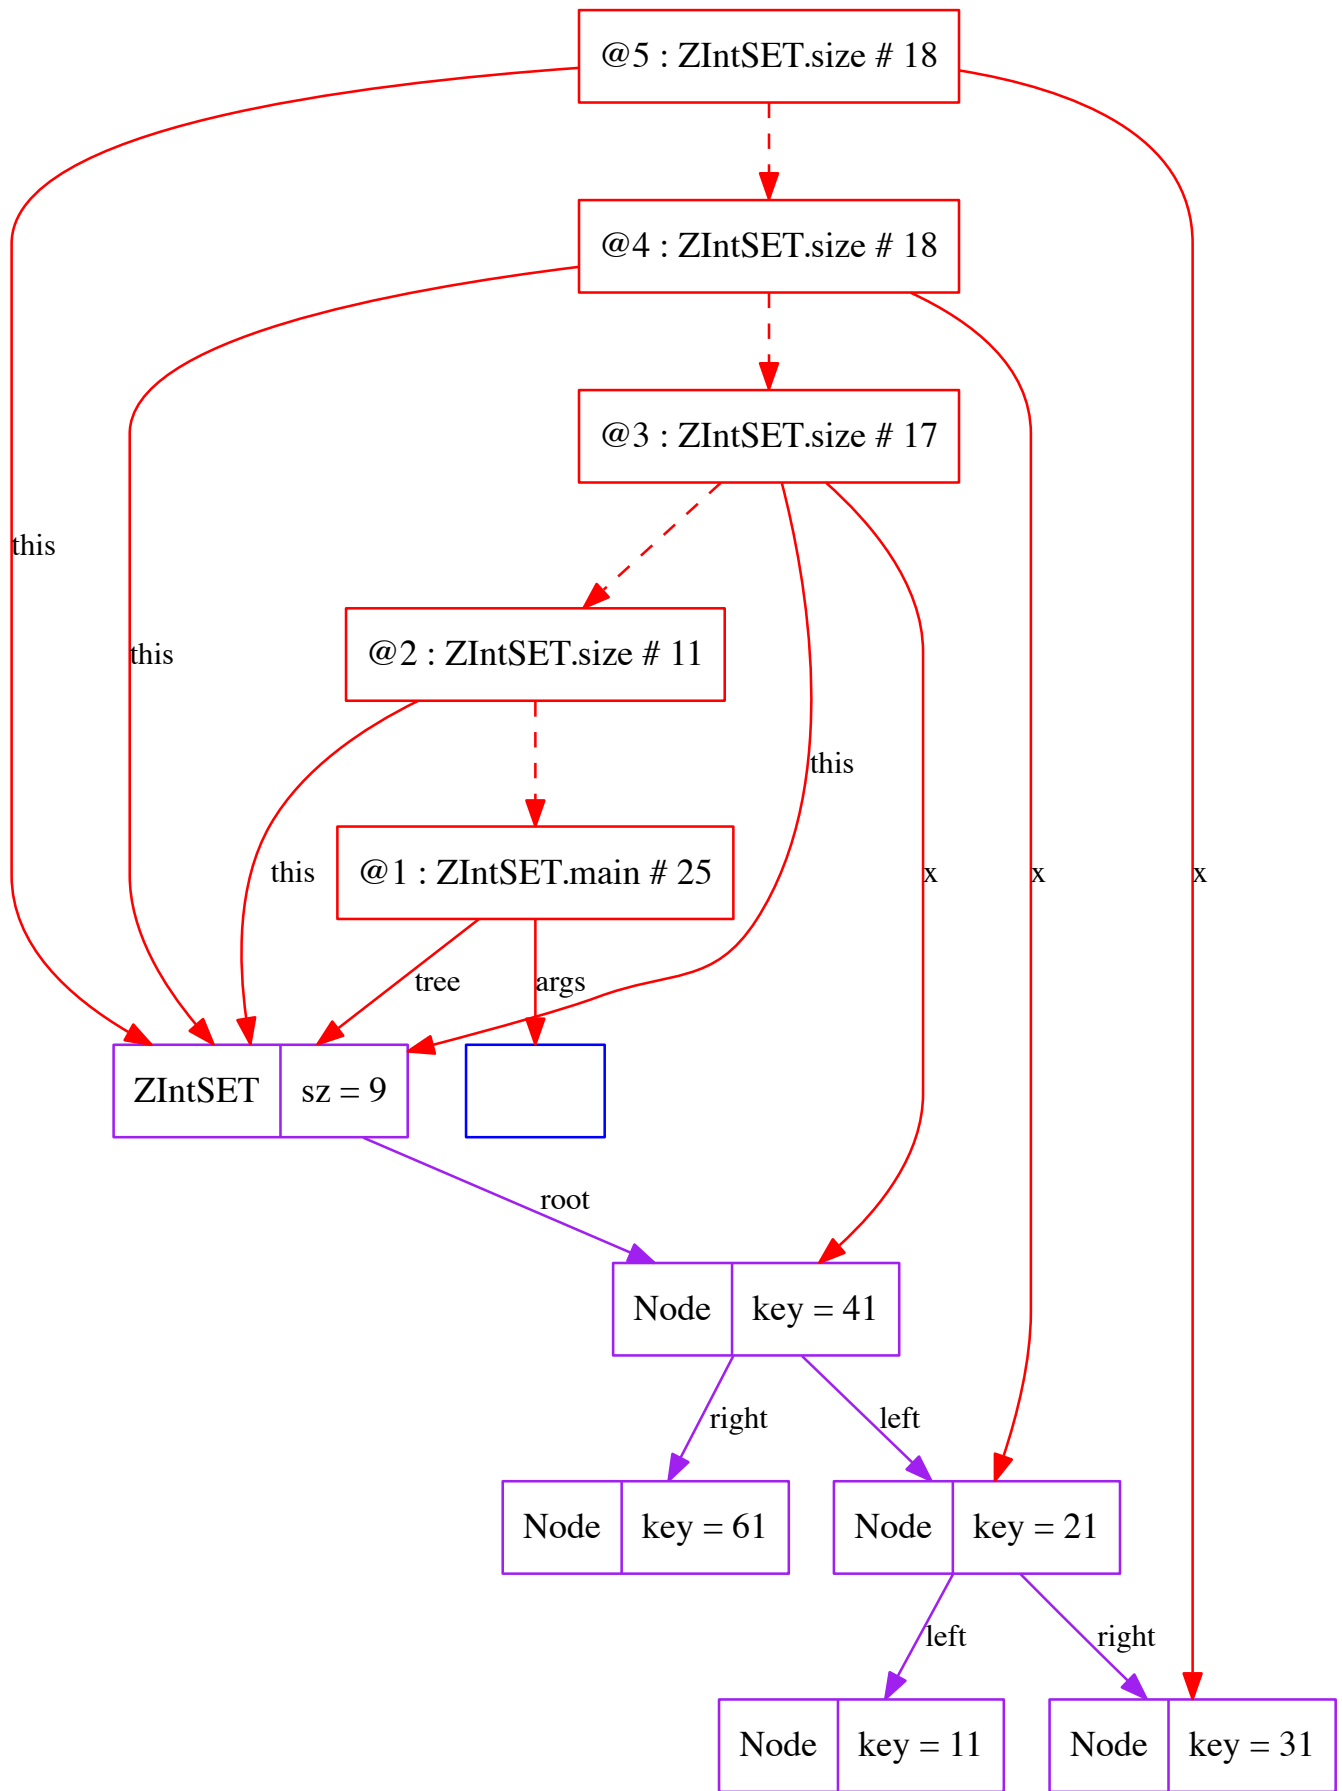 @5 : ZIntSET.size # 18
@4 : ZIntSET.size # 18
@3 : ZIntSET.size # 17
this
@2 : ZIntSET.size # 11
this
this
@1 : ZIntSET.main # 25
this
x
x
x
tree
args
ZIntSET
sz = 9
root
Node
key = 41
right
left
Node
key = 61
Node
key = 21
left
right
Node
key = 11
Node
key = 31